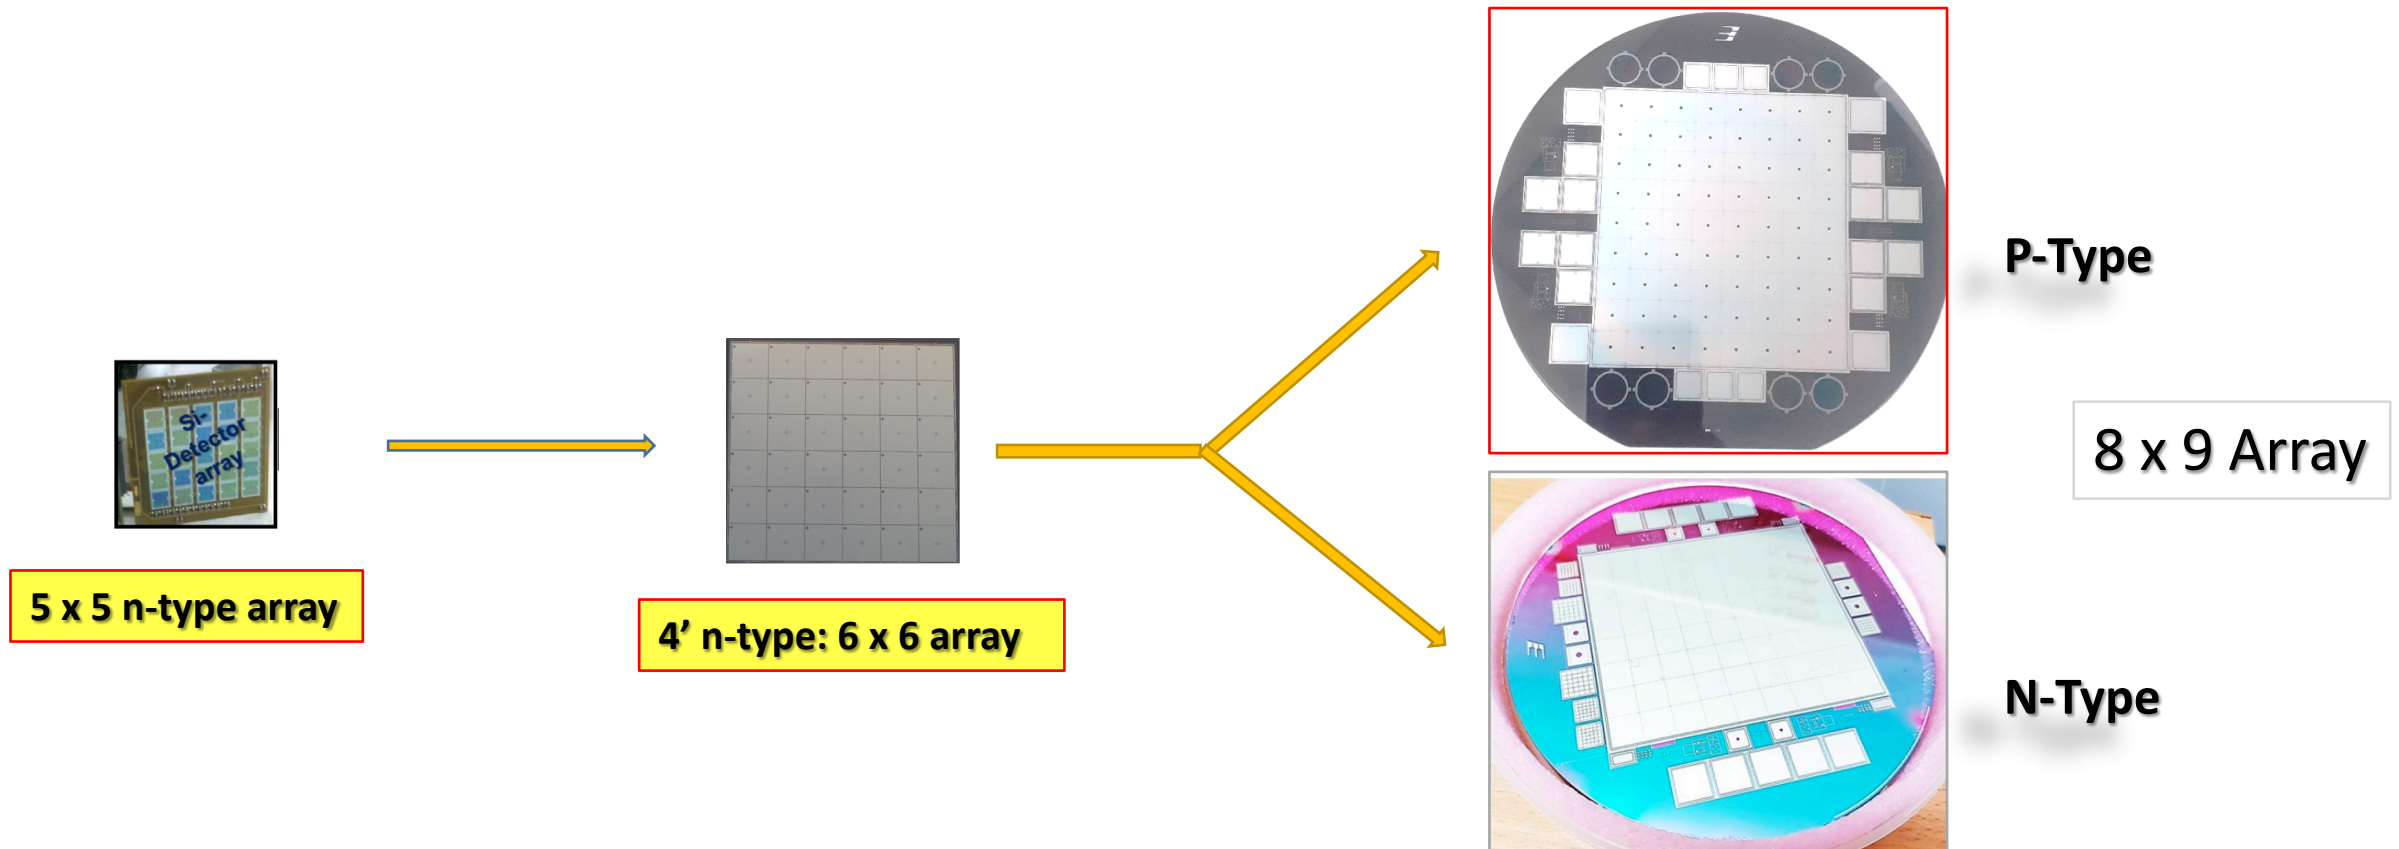 Si-
Detector
array
5 x 5 n-type array
4’ n-type: 6 x 6 array
P-Type
8 x 9 Array
N-Type